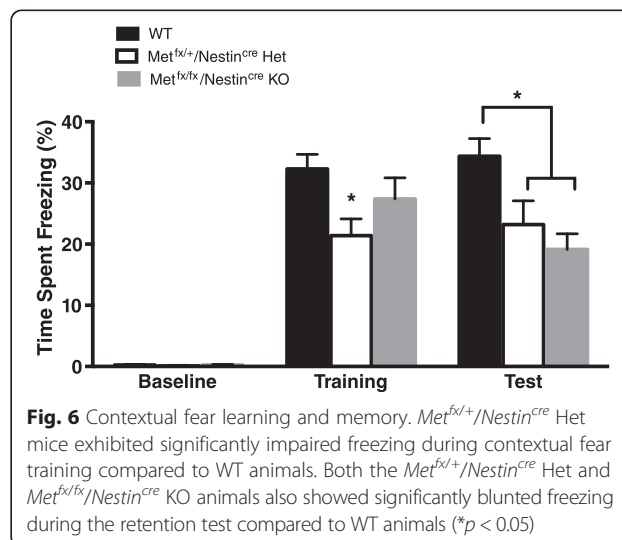 WT
Met^fx/+/Nestin^cre Het
Met^fx/fx/Nestin^cre KO
Time Spent Freezing (%)
40
30
20
10
0
*
*
Baseline Training Test
Fig. 6 Contextual fear learning and memory. Met^fx/+/Nestin^cre Het
mice exhibited significantly impaired freezing during contextual fear
training compared to WT animals. Both the Met^fx/+/Nestin^cre Het and
Met^fx/fx/Nestin^cre KO animals also showed significantly blunted freezing
during the retention test compared to WT animals (*p < 0.05)